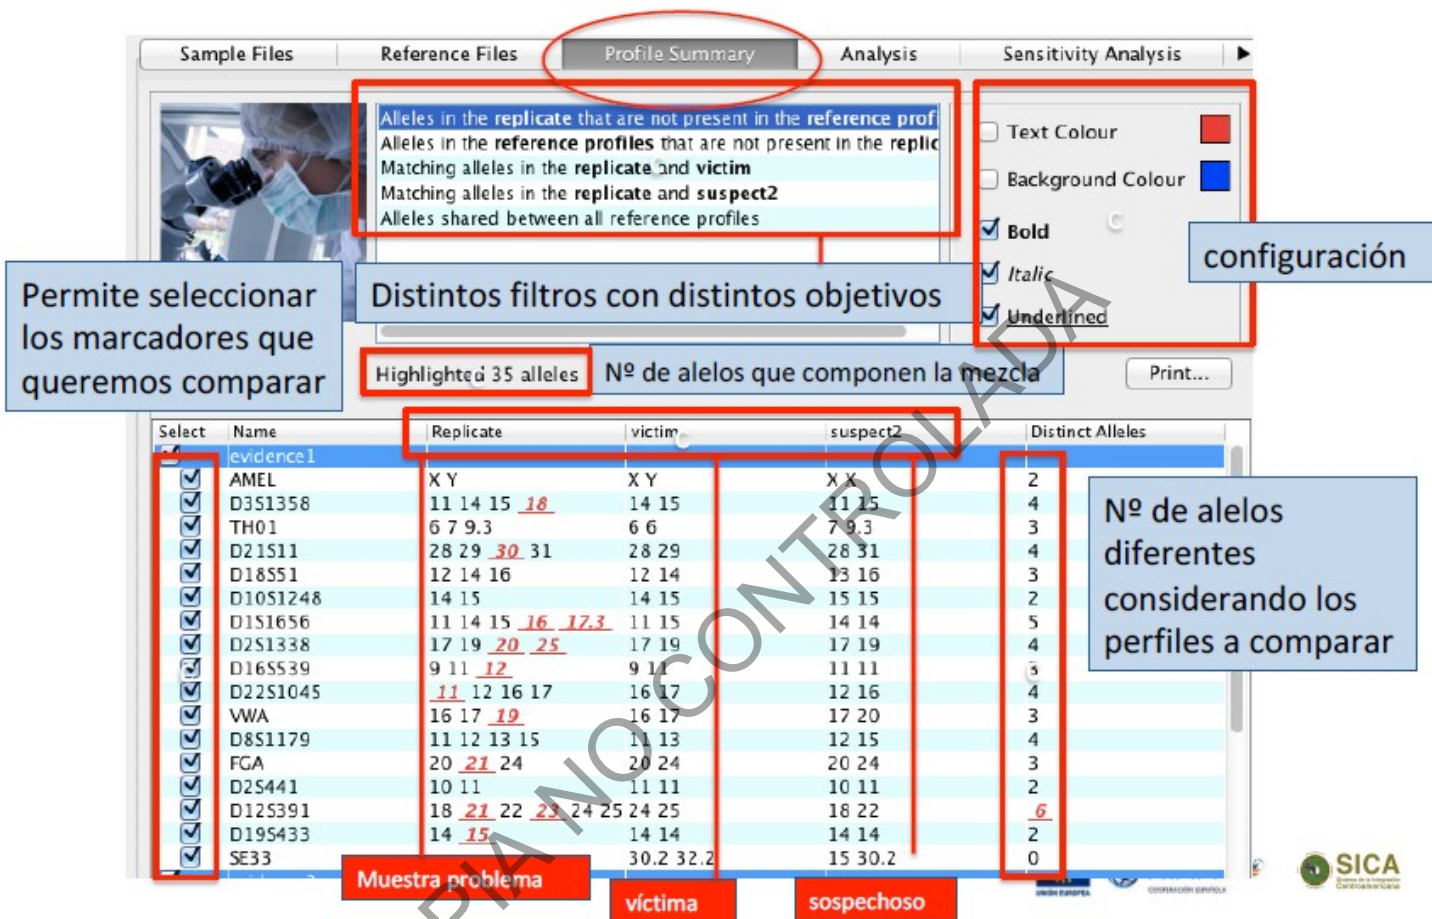 Sample Files Reference Files Profile Summary Analysis Sensitivity Analysis
Alleles in the replicate that are not present in the reference prof
Alleles in the reference profiles that are not present in the replic
Matching alleles in the replicate and victim
Matching alleles in the replicate and suspect2
Alleles shared between all reference profiles
Text Colour
Background Colour
Bold
Italic
Underlined
configuración
Permite seleccionar
los marcadores que
queremos comparar
Distintos filtros con distintos objetivos
Highlighted 35 alleles
Nº de alelos que componen la mezcla
Print...
Select Name Replicate victim suspect2 Distinct Alleles
evidence1
AMEL X Y X Y X X 2
D3S1358 11 14 15 18 14 15 11 15 4
TH01 6 7 9.3 6 6 7 9.3 3
D21S11 28 29 30 31 28 29 28 31 4
D18S51 12 14 16 12 14 13 16 3
D10S1248 14 15 14 15 15 15 2
D1S1656 11 14 15 16 17.3 11 15 14 14 5
D2S1338 17 19 20 25 17 19 17 19 4
D16S539 9 11 12 9 11 11 11 3
D22S1045 11 12 16 17 16 17 12 16 4
VWA 16 17 19 16 17 17 20 3
D8S1179 11 12 13 15 11 13 12 15 4
FGA 20 21 24 20 24 20 24 3
D2S441 10 11 11 11 10 11 2
D12S391 18 21 22 23 24 25 24 25 18 22 6
D19S433 14 15 14 14 14 14 2
SE33 30.2 32.2 15 30.2 0
Nº de alelos
diferentes
considerando los
perfiles a comparar
Muestra problema
víctima
sospechoso
PIA NO CONTROLADA
UNIÓN EUROPEA
COOPERACIÓN ESPAÑOLA
SICA
Sistema de la Integración
Centroamericana